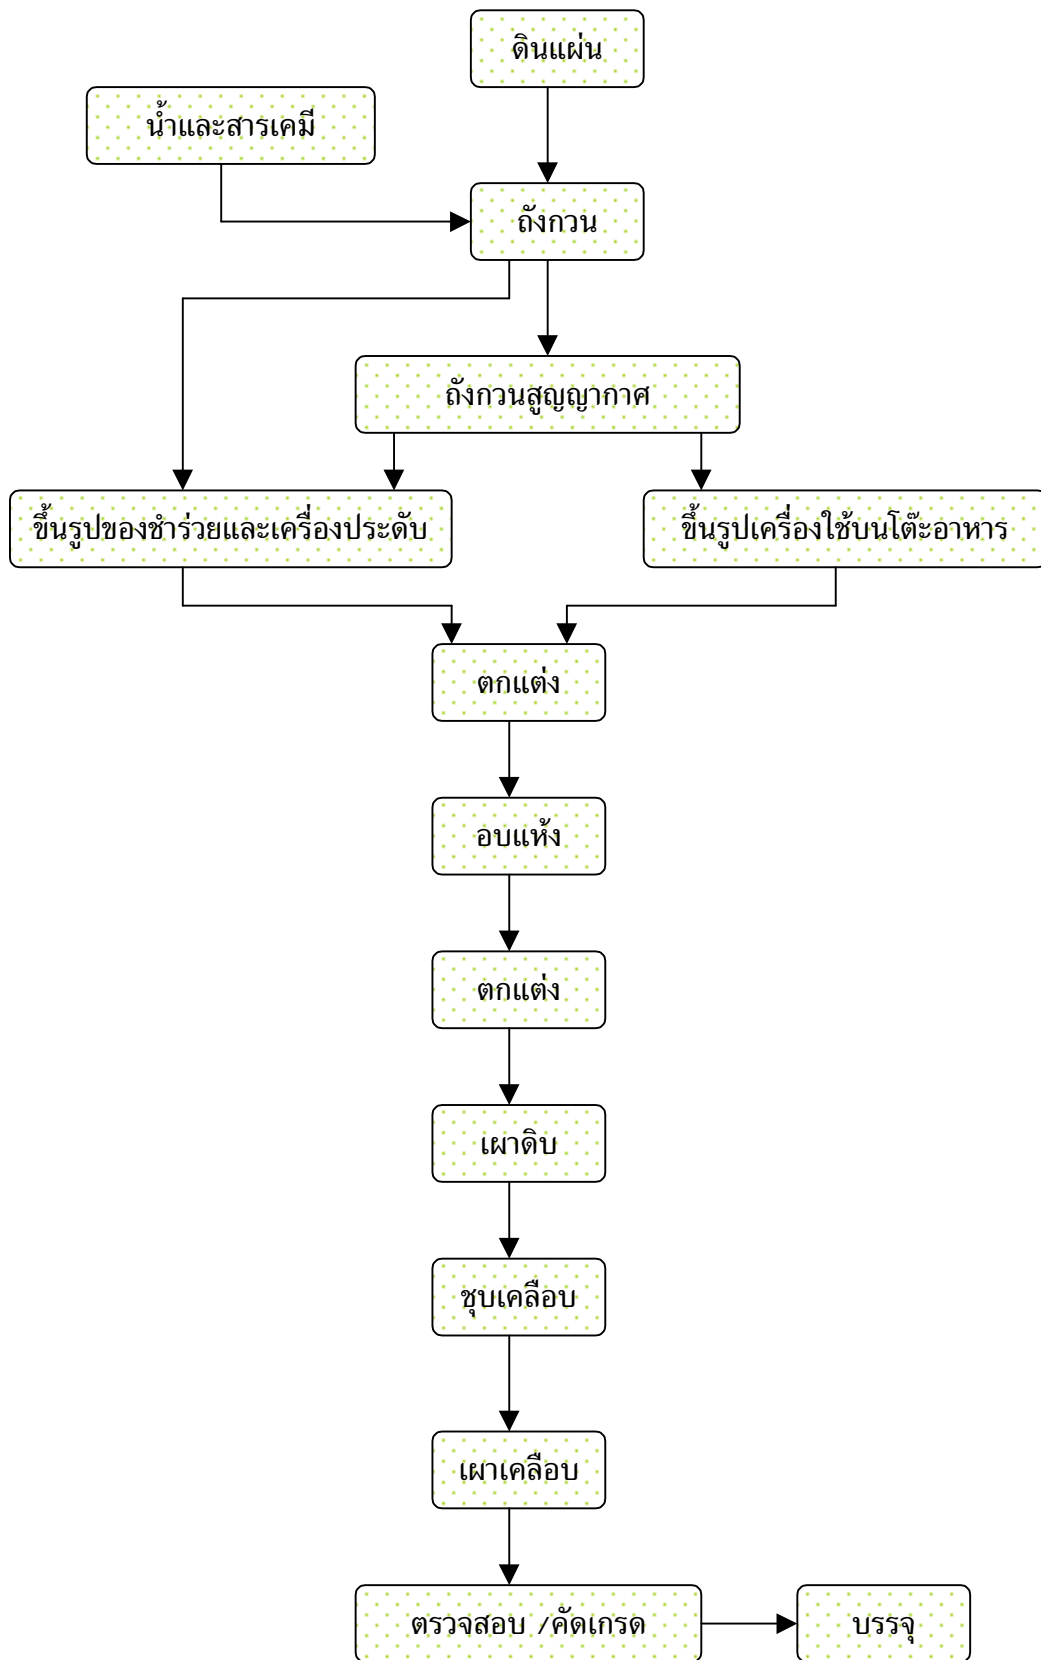 ดินแผ่น
น้ำและสารเคมี
ถังกวน
ถังกวนสูญญากาศ
ขึ้นรูปของชำร่วยและเครื่องประดับ
ขึ้นรูปเครื่องใช้บนโต๊ะอาหาร
ตกแต่ง
อบแห้ง
ตกแต่ง
เผาดิบ
ชุบเคลือบ
เผาเคลือบ
ตรวจสอบ /คัดเกรด
บรรจุ